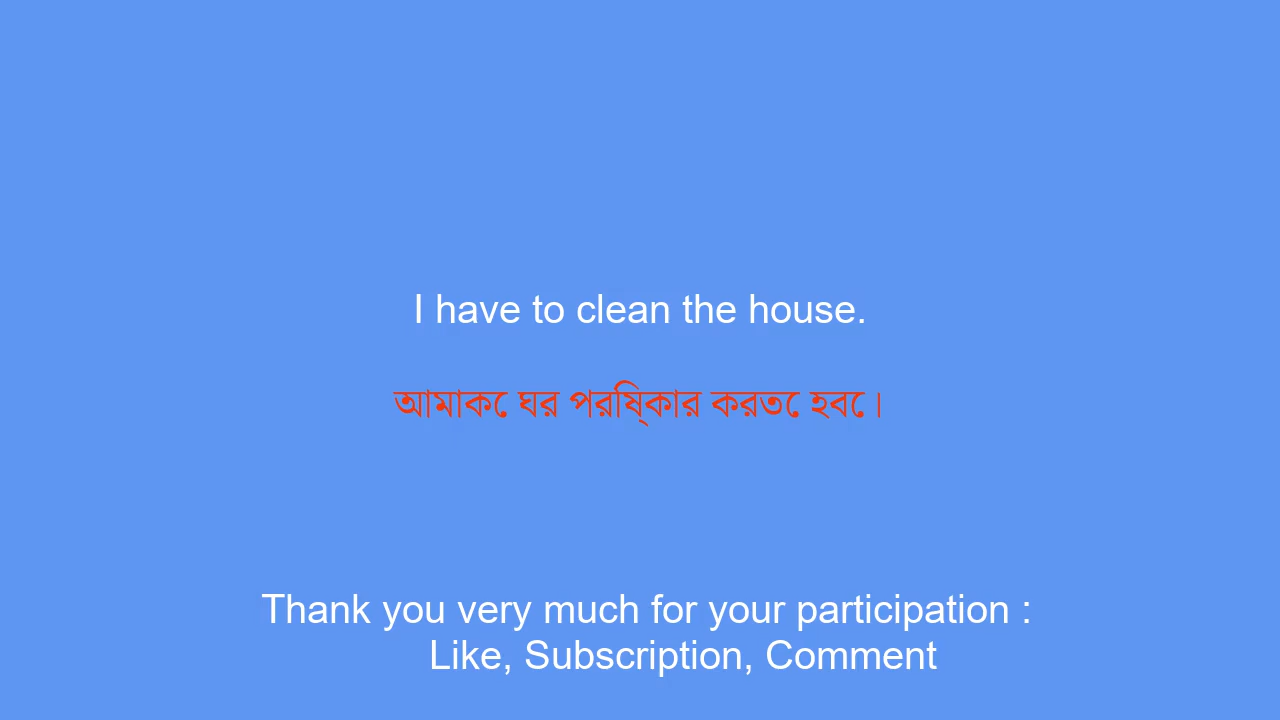 I have to clean the house.
আমাকে ঘর পরিষ্কার করতে হবে।
Thank you very much for your participation :
Like, Subscription, Comment